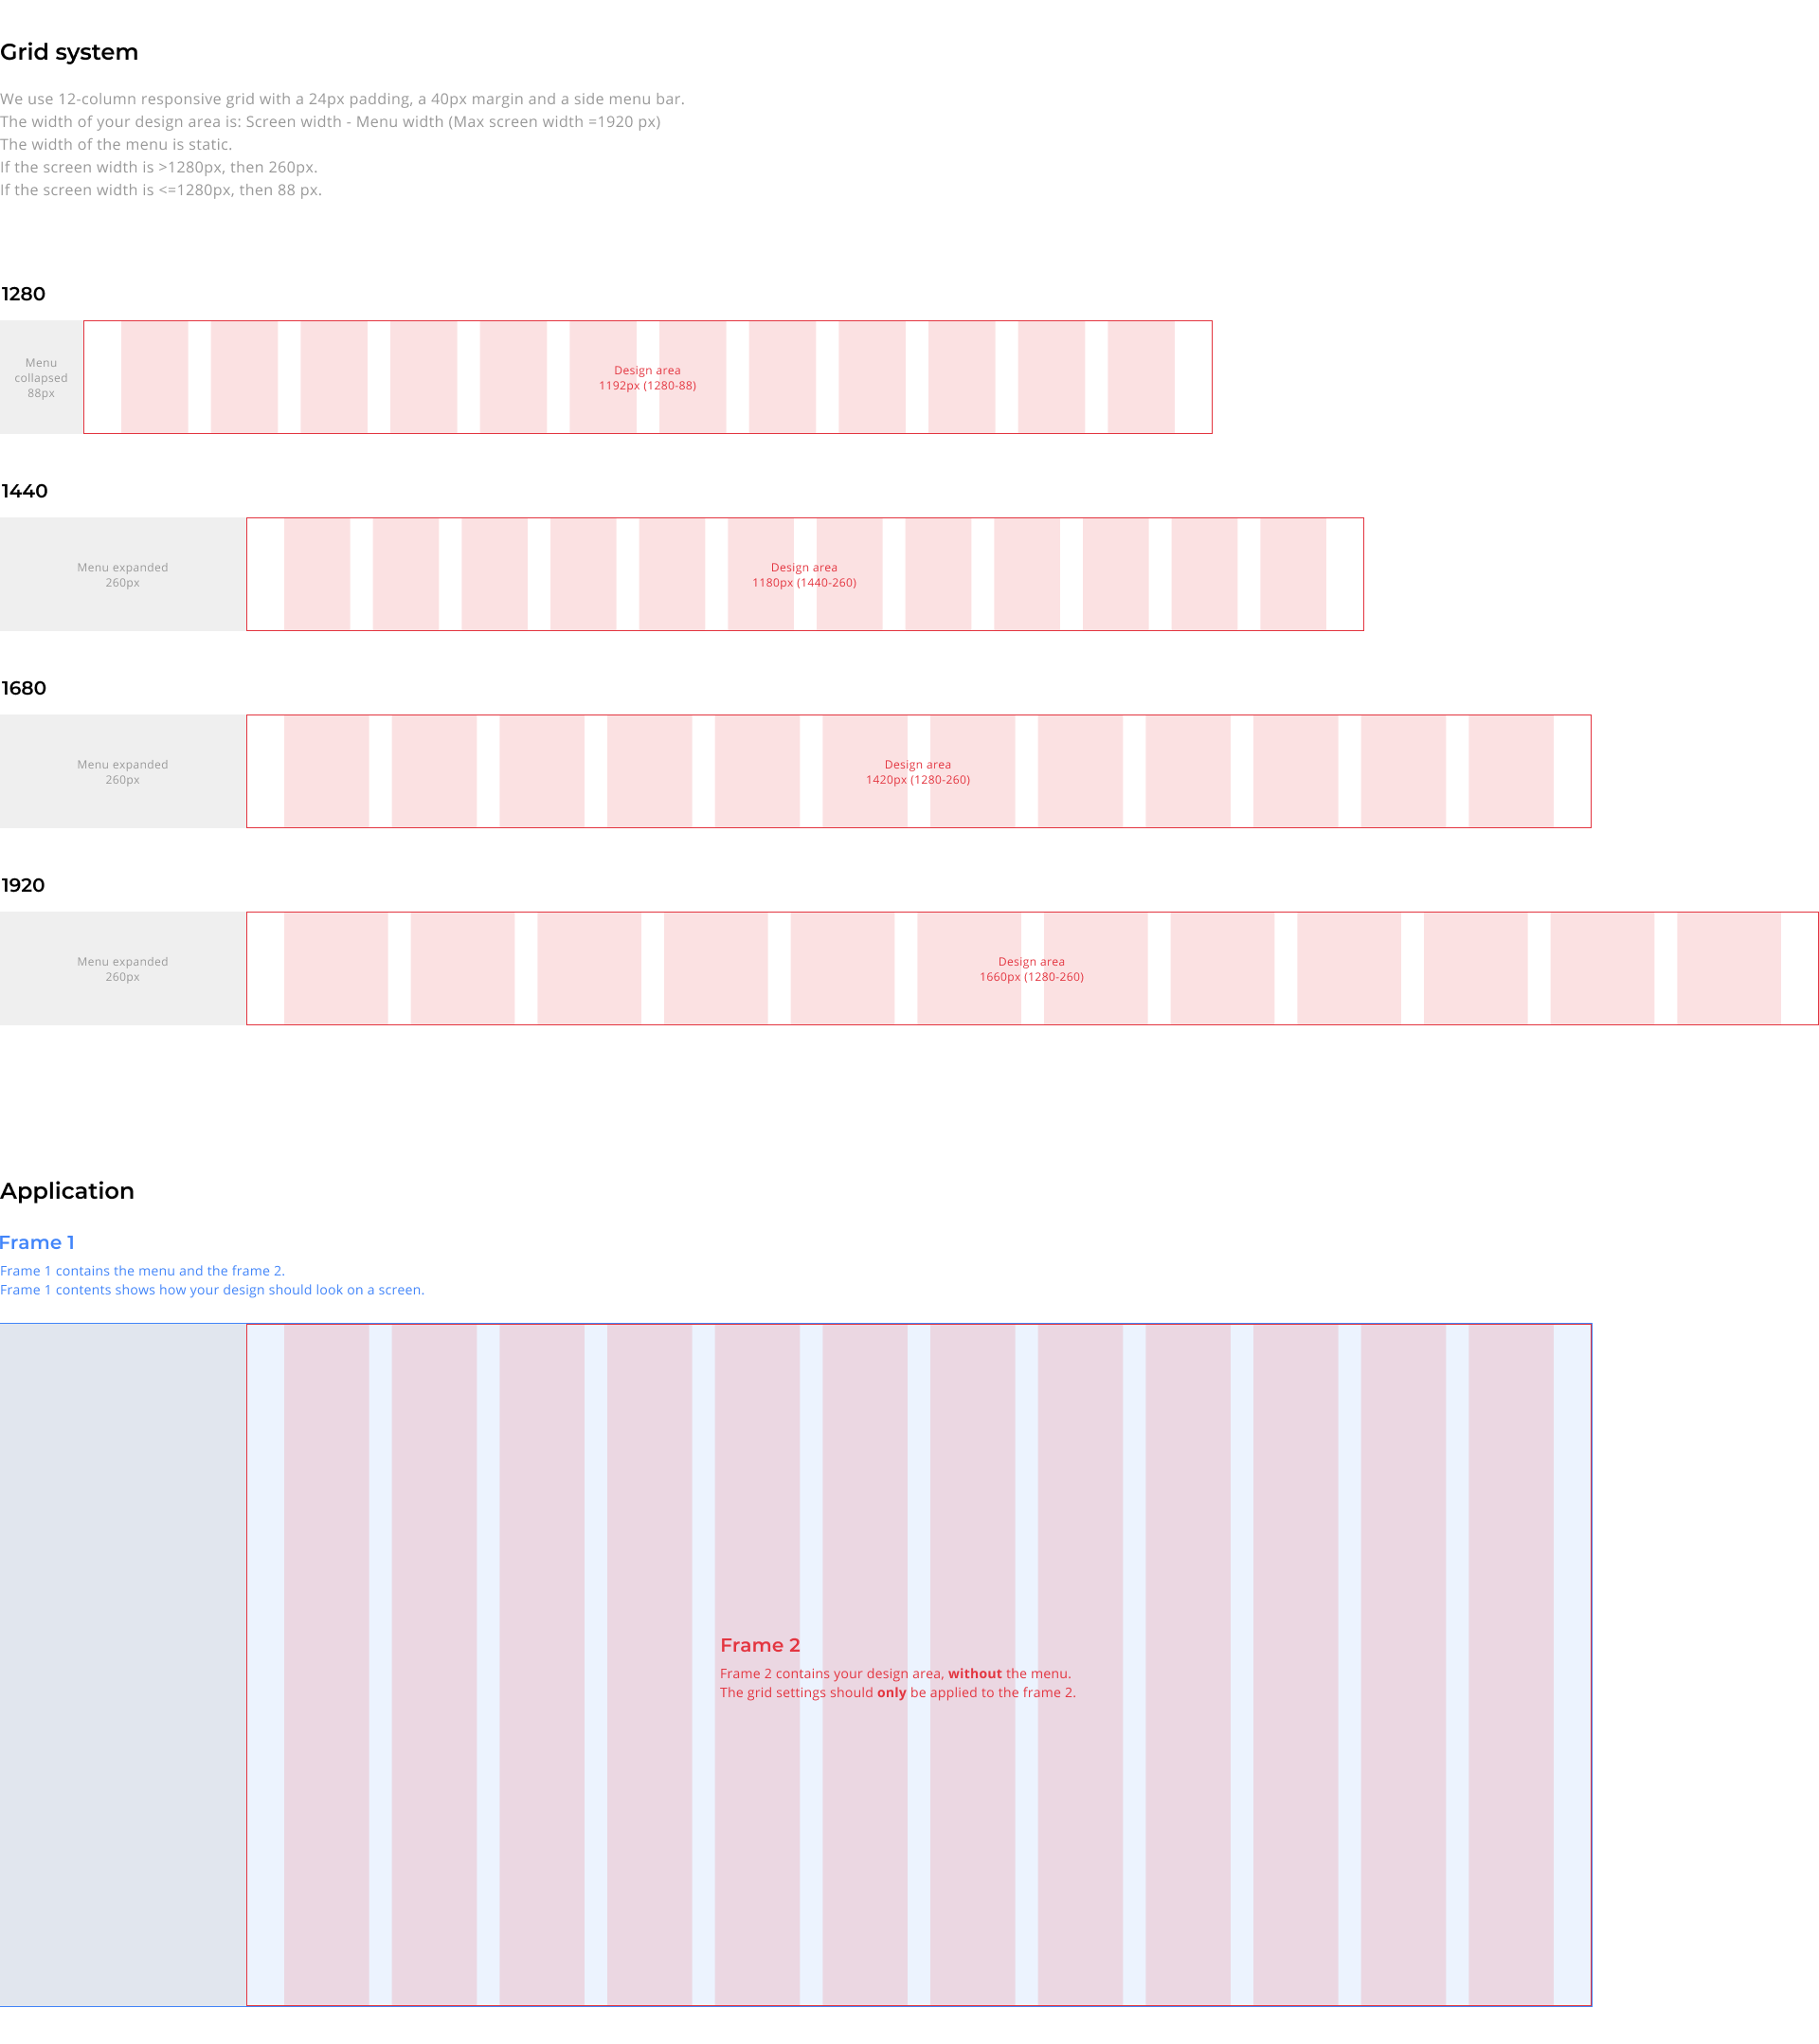 Grid system
We use 12-column responsive grid with a 24px padding, a 40px margin and a side menu bar.
The width of your design area is: Screen width - Menu width (Max screen width =1920 px)
The width of the menu is static.
If the screen width is >1280px, then 260px.
If the screen width is <=1280px, then 88 px.
1280
Menu
collapsed
88px
Design area
1192px (1280-88)
1440
Menu expanded
260px
Design area
1180px (1440-260)
1680
Menu expanded
260px
Design area
1420px (1280-260)
1920
Menu expanded
260px
Design area
1660px (1280-260)
Application
Frame 1
Frame 1 contains the menu and the frame 2.
Frame 1 contents shows how your design should look on a screen.
Frame 2
Frame 2 contains your design area, without the menu.
The grid settings should only be applied to the frame 2.